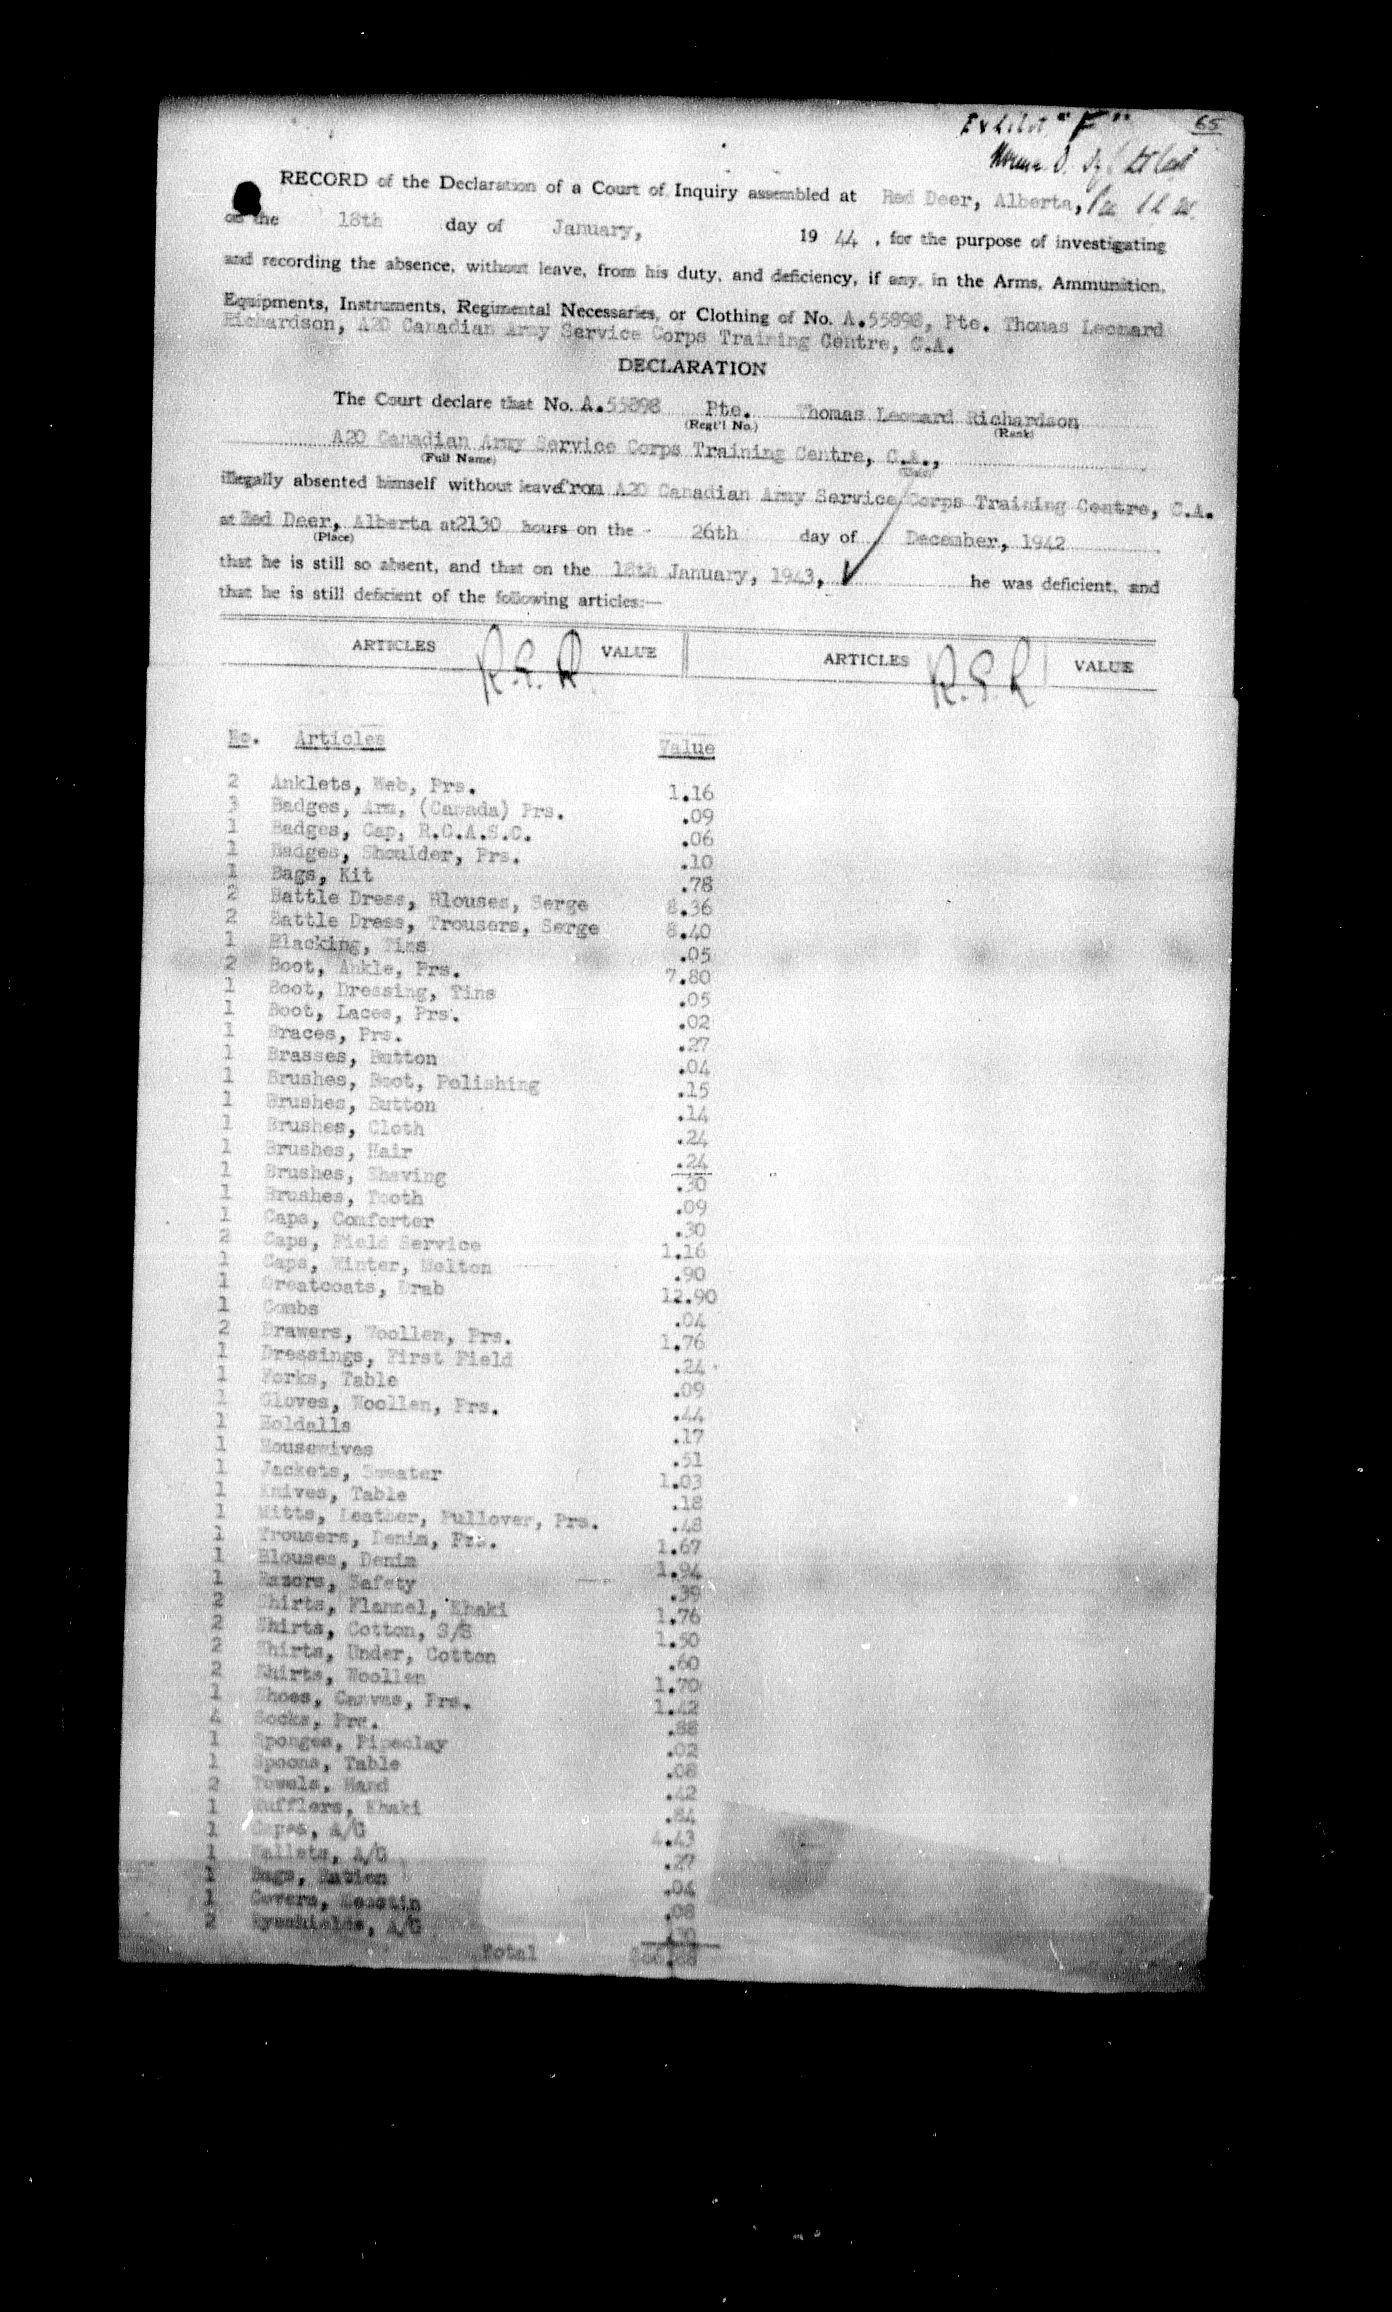 Exhibit "F" 65
RECORD of the Declaration of a Court of Inquiry assembled at Red Deer, Alberta,
on the 18th day of January, 1944, for the purpose of investigating
and recording the absence, without leave, from his duty, and deficiency, if any, in the Arms, Ammunition,
Equipments, Instruments, Regimental Necessaries, or Clothing of No. A.55898, Pte. Thomas Leonard
Richardson, A20 Canadian Army Service Corps Training Centre, C.A.
DECLARATION
The Court declare that No. A.55898 Pte. Thomas Leonard Richardson
(Regt'l No.) (Rank)
A20 Canadian Army Service Corps Training Centre, C.A.,
(Full Name) (Unit)
illegally absented himself without leave from A20 Canadian Army Service Corps Training Centre, C.A.
at Red Deer, Alberta at 2130 hours on the - 26th day of December, 1942
(Place)
that he is still so absent, and that on the 18th January, 1943, he was deficient, and
that he is still deficient of the following articles:—
ARTICLES R.S.R. VALUE ARTICLES R.S.R VALUE
No. Articles Value
2 Anklets, Web, Prs. 1.16
3 Badges, Arm, (Canada) Prs. .09
1 Badges, Cap, R.C.A.S.C. .06
1 Badges, Shoulder, Prs. .10
1 Bags, Kit .78
2 Battle Dress, Blouses, Serge 8.36
2 Battle Dress, Trousers, Serge 8.40
1 Blacking, Tins .05
2 Boot, Ankle, Prs. 7.80
1 Boot, Dressing, Tins .05
1 Boot, Laces, Prs. .02
1 Braces, Prs. .27
1 Brasses, Button .04
1 Brushes, Boot, Polishing .15
1 Brushes, Button .14
1 Brushes, Cloth .24
1 Brushes, Hair .24
1 Brushes, Shaving .30
1 Brushes, Tooth .09
1 Caps, Comforter .30
2 Caps, Field Service 1.16
1 Caps, Winter, Melton .90
1 Greatcoats, Drab 12.90
1 Combs .04
2 Drawers, Woollen, Prs. 1.76
1 Dressings, First Field .24
1 Forks, Table .09
1 Gloves, Woollen, Prs. .44
1 Holdalls .17
1 Housewives .51
1 Jackets, Sweater 1.03
1 Knives, Table .18
1 Mitts, Leather, Pullover, Prs. .48
1 Trousers, Denim, Prs. 1.67
1 Blouses, Denim 1.94
1 Razors, Safety .39
2 Shirts, Flannel, Khaki 1.76
2 Shirts, Cotton, S/S 1.50
2 Shirts, Under, Cotton .60
2 Shirts, Woollen 1.70
1 Shoes, Canvas, Prs. 1.42
4 Socks, Prs. .88
1 Sponges, Pipeclay .02
1 Spoons, Table .08
2 Towels, Hand .42
1 Mufflers, Khaki .84
1 Capes, A/G 4.43
1 Wallets, A/G .27
1 Bags, Ration .04
1 Covers, Messtin .08
2 Eyeshields, A/G
Total